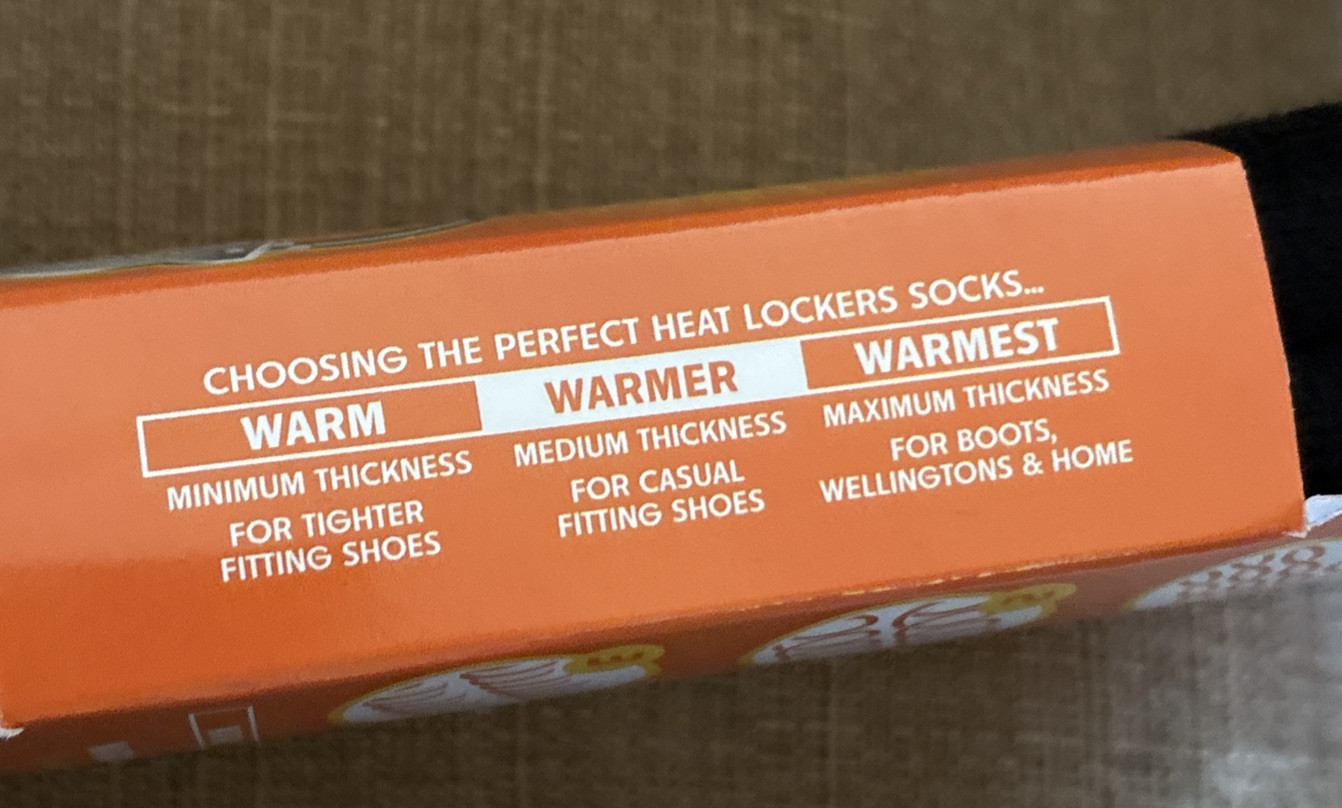 CHOOSING THE PERFECT HEAT LOCKERS SOCKS...
WARM
MINIMUM THICKNESS
FOR TIGHTER
FITTING SHOES
WARMER
MEDIUM THICKNESS
FOR CASUAL
FITTING SHOES
WARMEST
MAXIMUM THICKNESS
FOR BOOTS,
WELLINGTONS & HOME